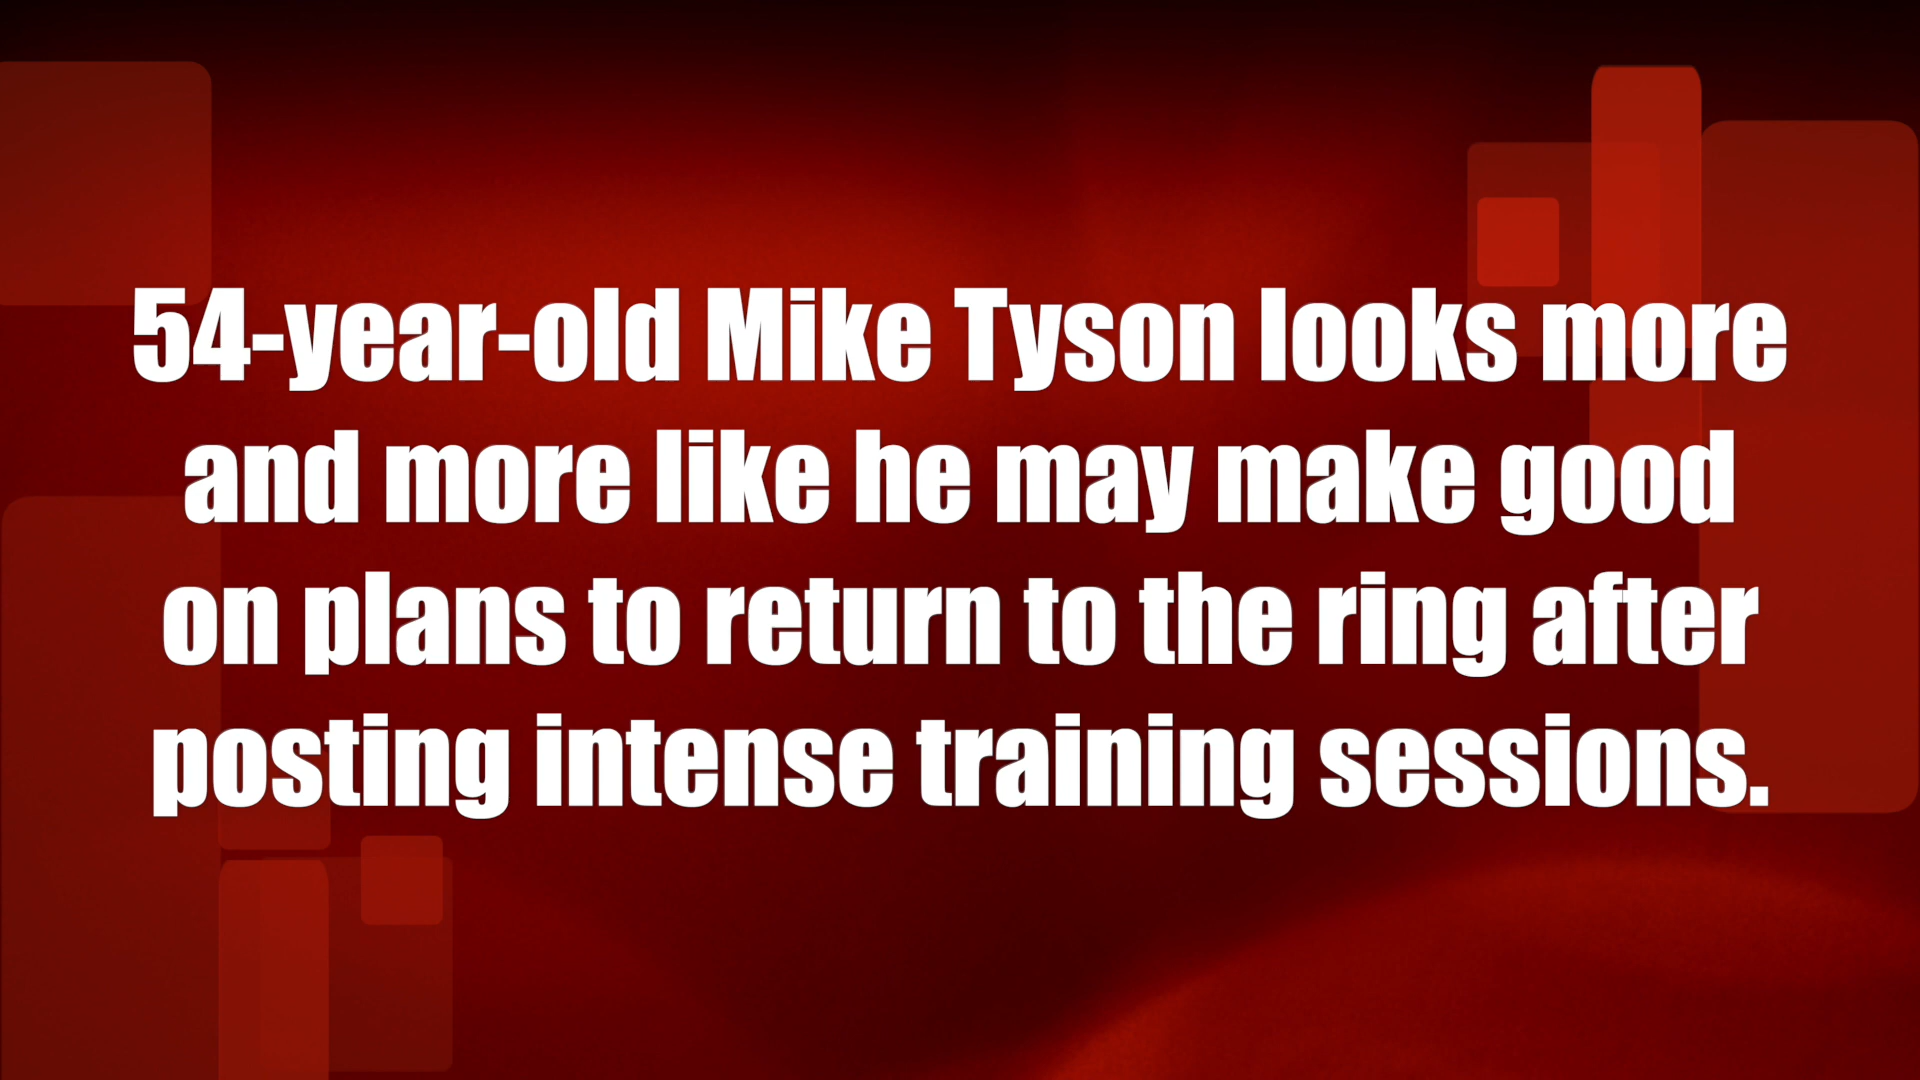 54-year-old Mike Tyson looks more
and more like he may make good
on plans to return to the ring after
posting intense training sessions.